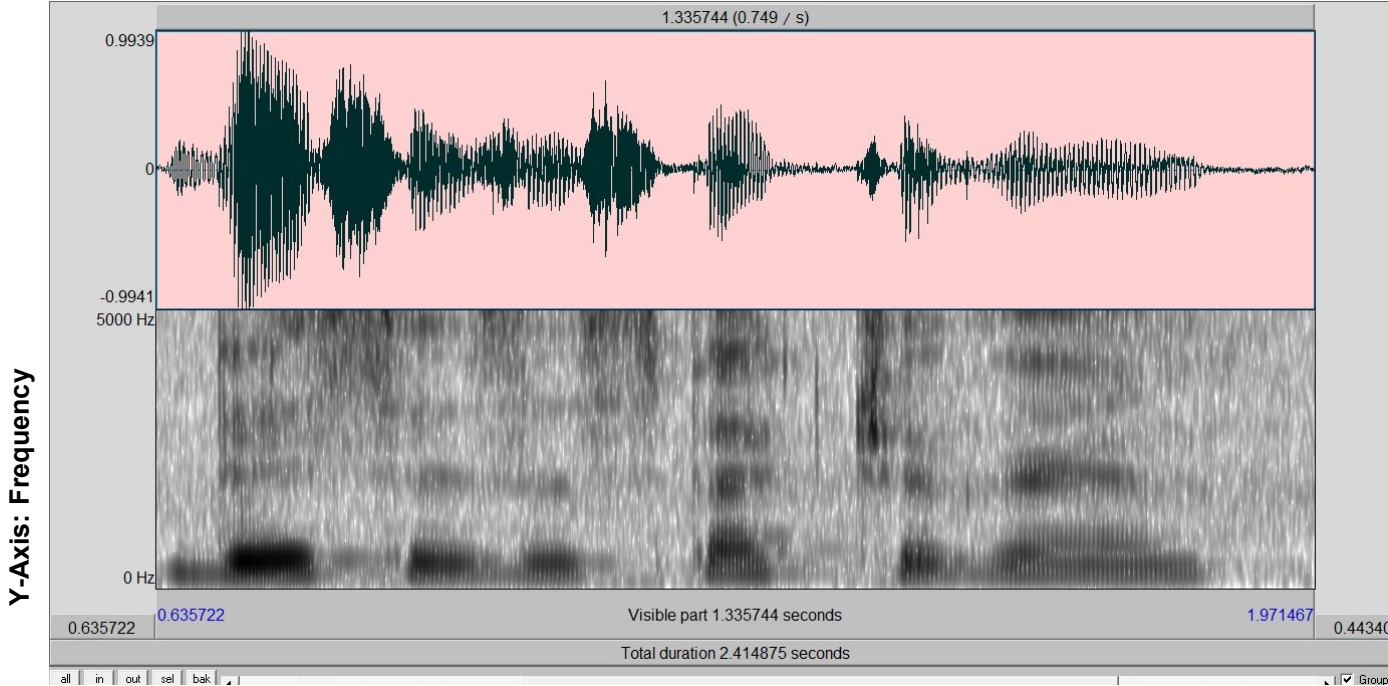 1.335744 (0.749 / s)
0.9939
0
-0.9941
5000 Hz
Y-Axis: Frequency
0 Hz
0.635722
Visible part 1.335744 seconds
1.971467
0.635722
0.44340
Total duration 2.414875 seconds
all in out sel bak Group